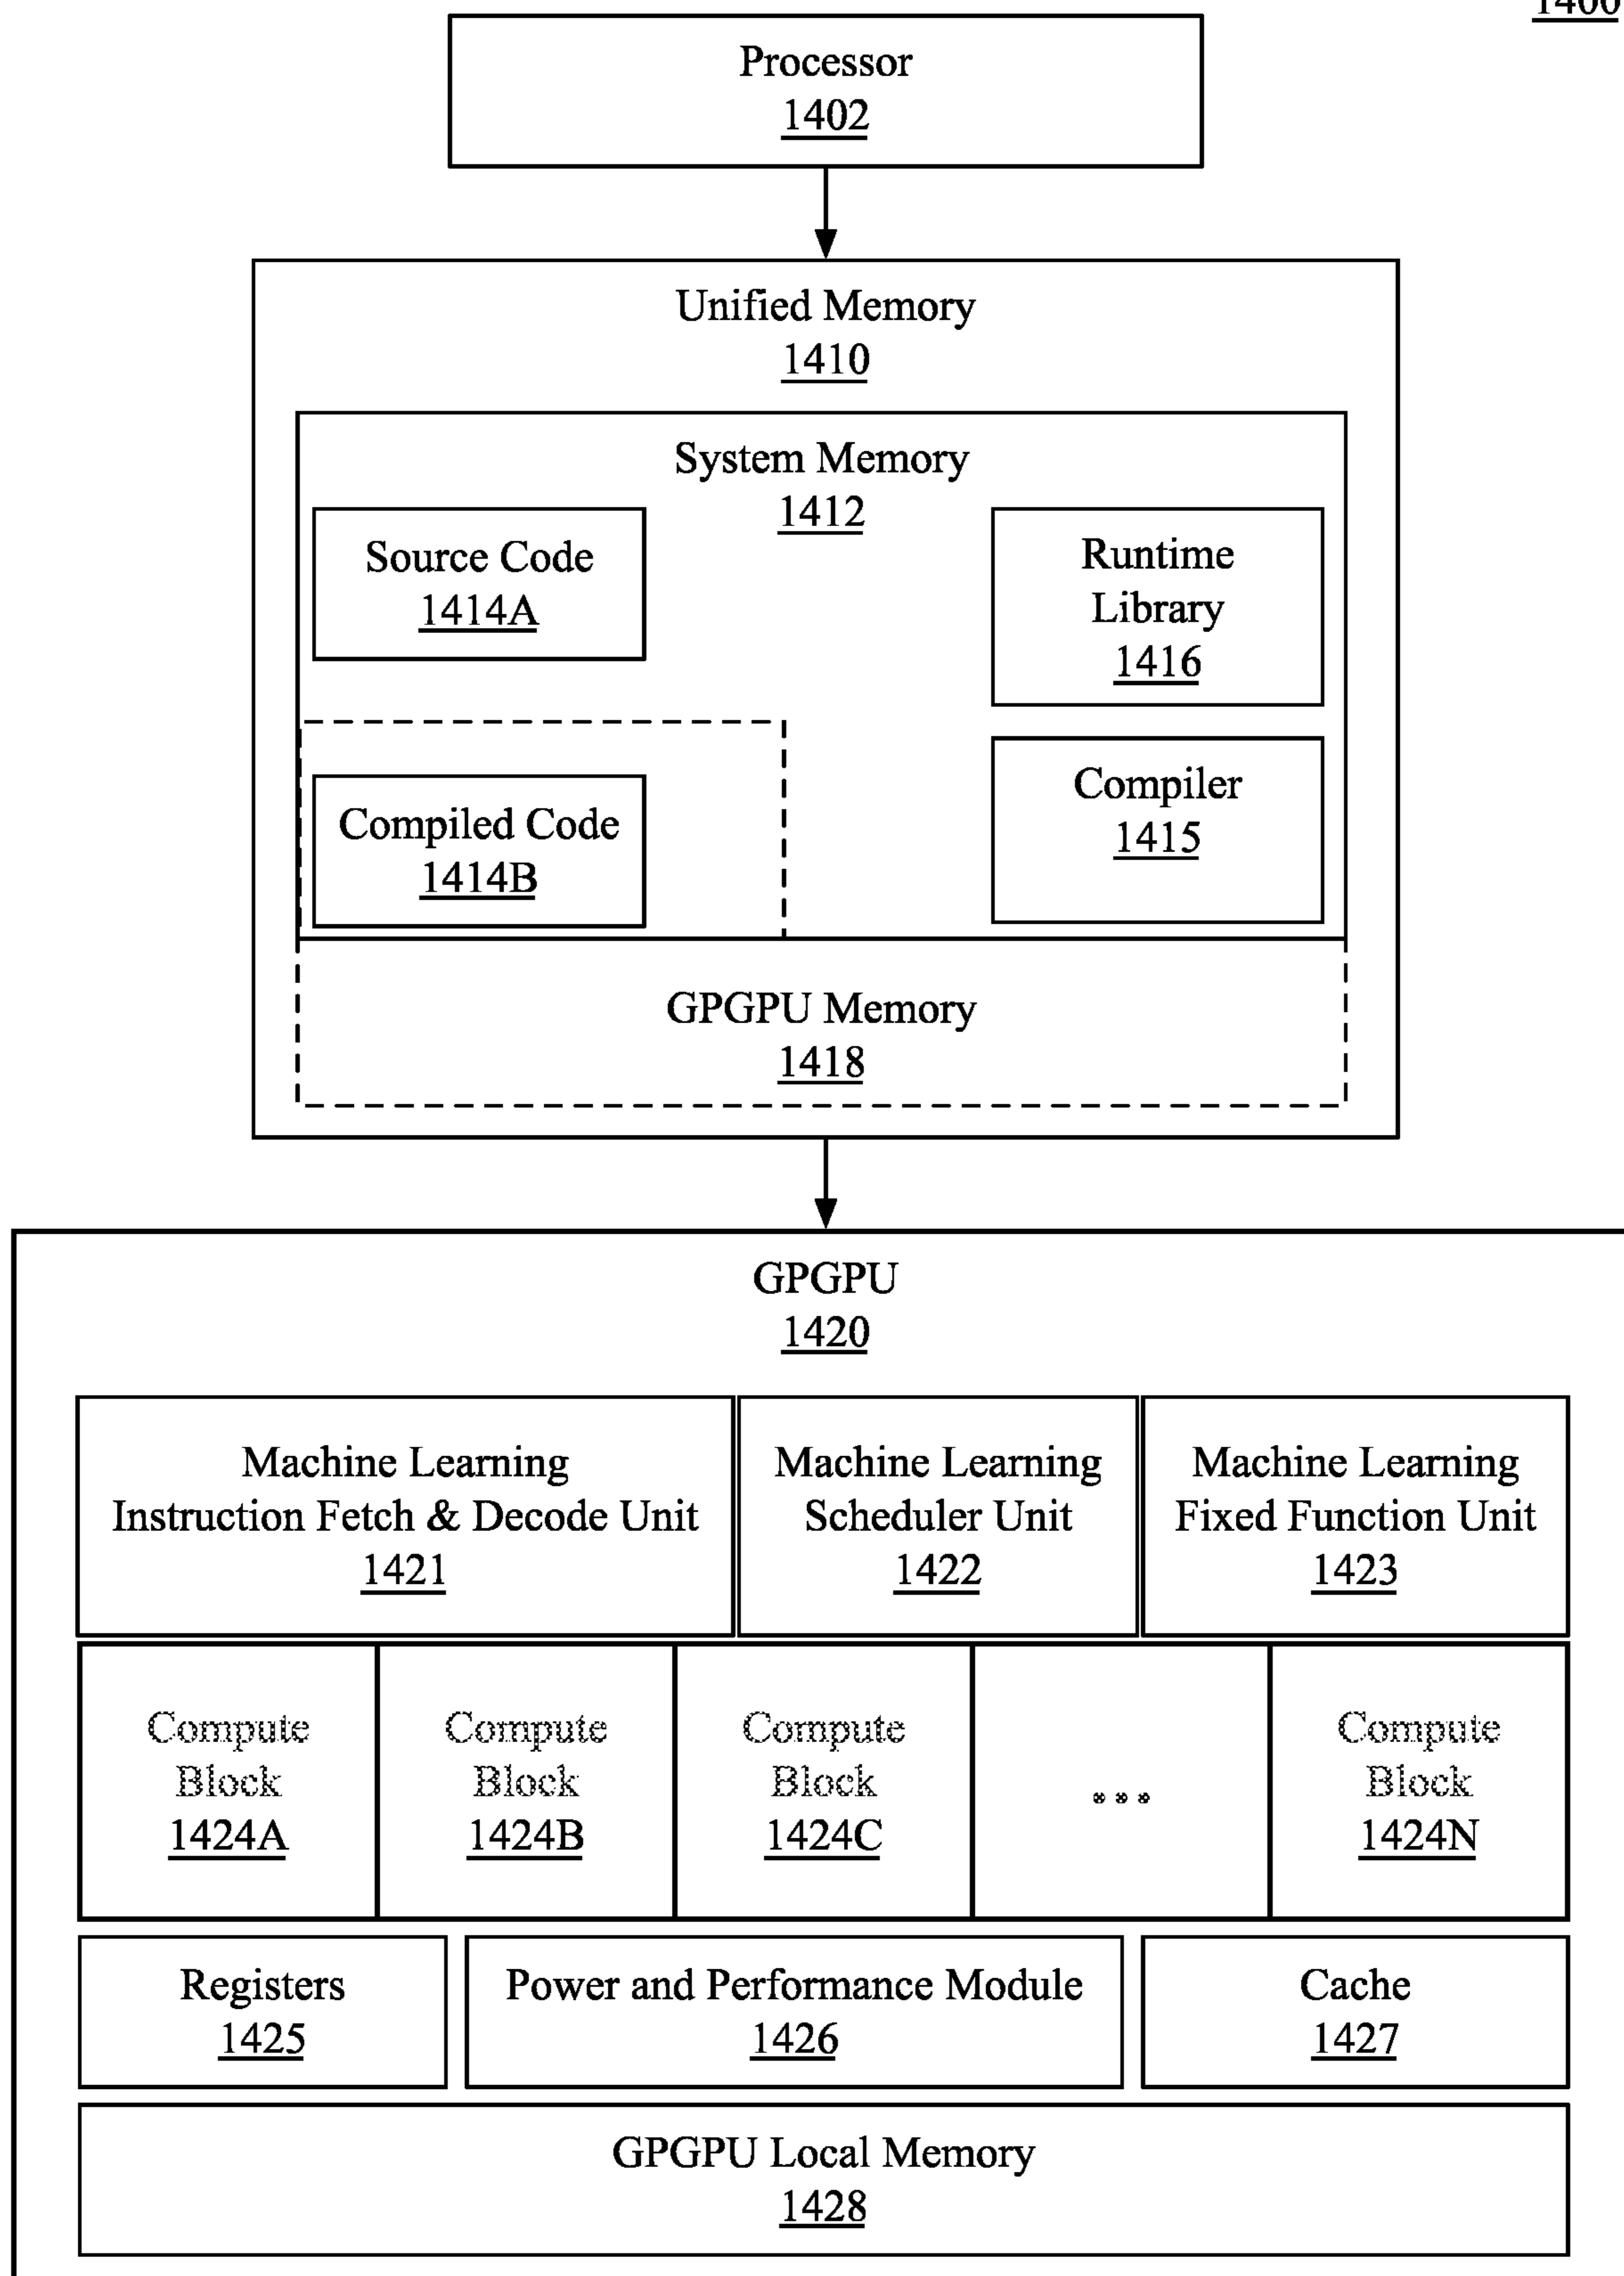 1400
Processor
1402
Unified Memory
1410
System Memory
1412
Source Code
1414A
Runtime
Library
1416
Compiled Code
1414B
Compiler
1415
GPGPU Memory
1418
GPGPU
1420
Machine Learning
Instruction Fetch & Decode Unit
1421
Machine Learning
Scheduler Unit
1422
Machine Learning
Fixed Function Unit
1423
Compute
Block
1424A
Compute
Block
1424B
Compute
Block
1424C
...
Compute
Block
1424N
Registers
1425
Power and Performance Module
1426
Cache
1427
GPGPU Local Memory
1428